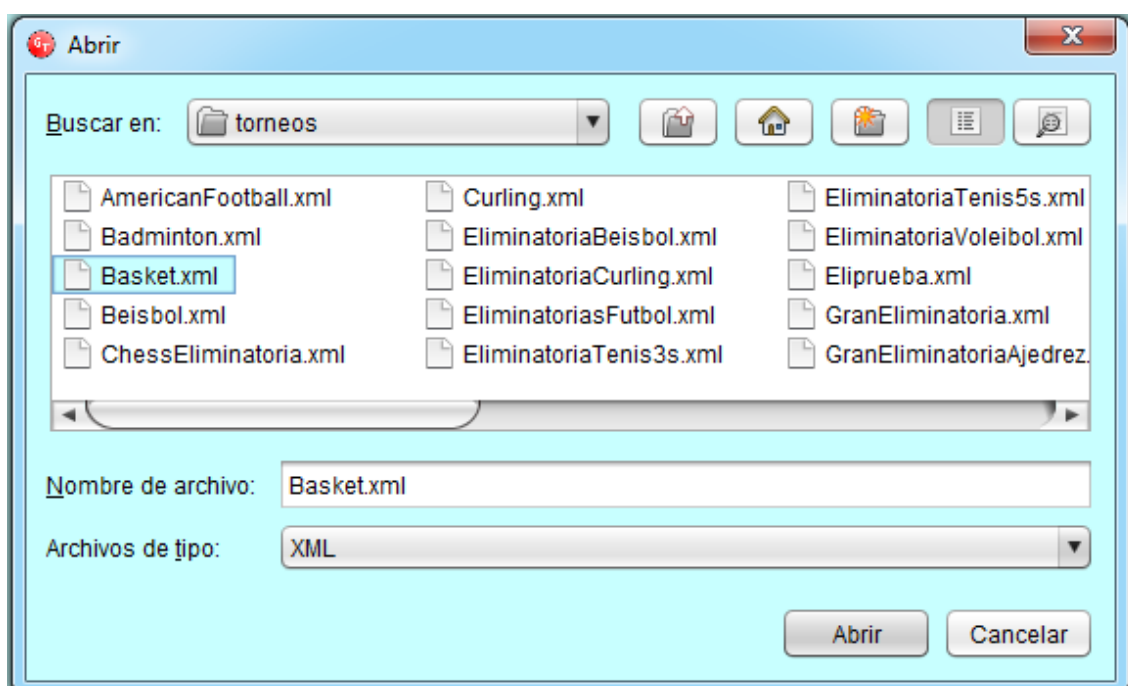 GT Abrir
Buscar en: torneos
AmericanFootball.xml Curling.xml EliminatoriaTenis5s.xml
Badminton.xml EliminatoriaBeisbol.xml EliminatoriaVoleibol.xml
Basket.xml EliminatoriaCurling.xml Eliprueba.xml
Beisbol.xml EliminatoriasFutbol.xml GranEliminatoria.xml
ChessEliminatoria.xml EliminatoriaTenis3s.xml GranEliminatoriaAjedrez.
Nombre de archivo: Basket.xml
Archivos de tipo: XML
Abrir Cancelar